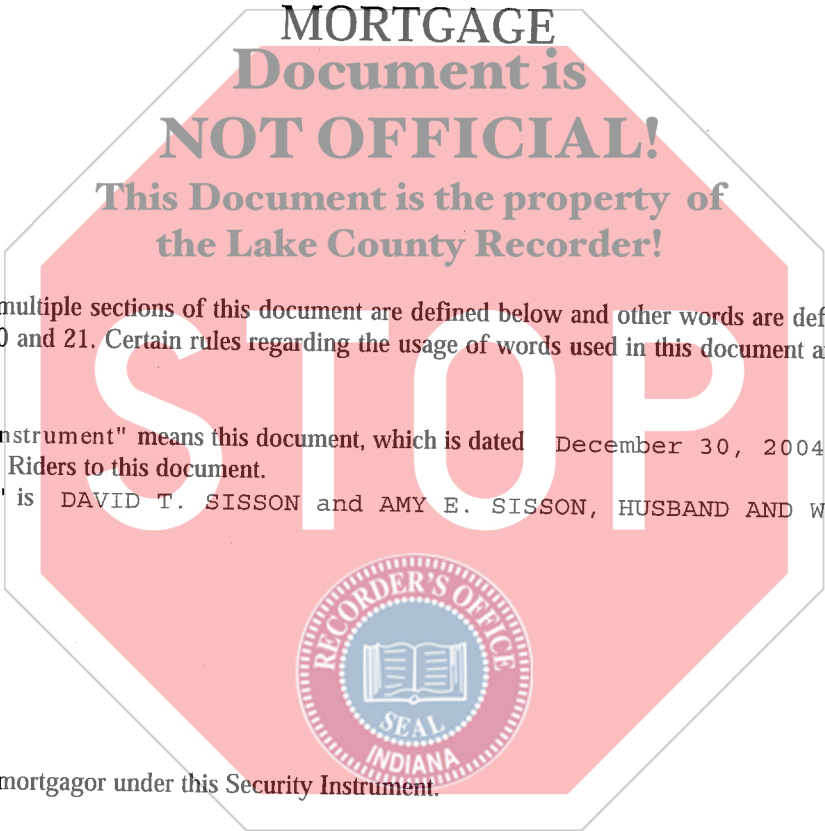 MORTGAGE
Document is
NOT OFFICIAL!
This Document is the property of
the Lake County Recorder!
multiple sections of this document are defined below and other words are def
0 and 21. Certain rules regarding the usage of words used in this document a
STOP
nstrument" means this document, which is dated December 30, 2004
Riders to this document.
" is DAVID T. SISSON and AMY E. SISSON, HUSBAND AND W
RECORDER'S OFFICE
SEAL
INDIANA
mortgagor under this Security Instrument.